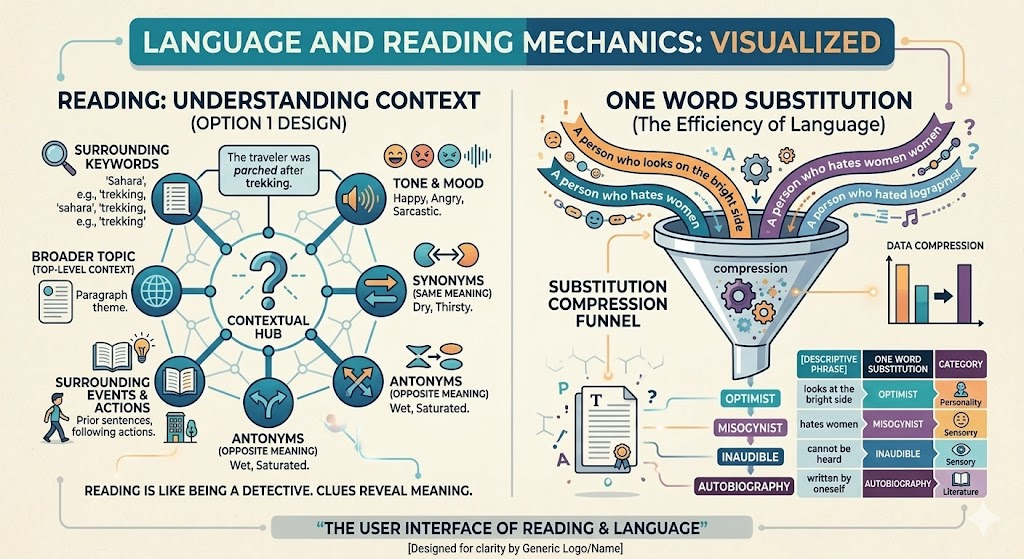 LANGUAGE AND READING MECHANICS: VISUALIZED
READING: UNDERSTANDING CONTEXT
(OPTION 1 DESIGN)
SURROUNDING
KEYWORDS
'Sahara',
e.g., 'trekking,
'sahara', 'trekking,
e.g., 'trekking'
The traveler was
parched after
trekking.
TONE & MOOD
Happy, Angry,
Sarcastic.
BROADER TOPIC
(TOP-LEVEL CONTEXT)
Paragraph
theme.
?
CONTEXTUAL
HUB
SYNONYMS
(SAME MEANING)
Dry, Thirsty.
SURROUNDING
EVENTS &
ACTIONS
Prior sentences,
following actions.
ANTONYMS
(OPPOSITE MEANING)
Wet, Saturated.
ANTONYMS
(OPPOSITE MEANING)
Wet, Saturated.
READING IS LIKE BEING A DETECTIVE. CLUES REVEAL MEANING.
ONE WORD SUBSTITUTION
(The Efficiency of Language)
A person who looks on the bright side
A person who hates women
A person who hates women women
A porson who hated lograpnal
A
?
?
compression
SUBSTITUTION
COMPRESSION
FUNNEL
DATA COMPRESSION
P
?
T
A
OPTIMIST
MISOGYNIST
INAUDIBLE
AUTOBIOGRAPHY
[DESCRIPTIVE PHRASE] ONE WORD SUBSTITUTION CATEGORY
looks at the bright side OPTIMIST Personality
hates women MISOGYNIST Sensorry
cannot be heard INAUDIBLE Sensory
written by oneself AUTOBIOGRAPHY Literature
"THE USER INTERFACE OF READING & LANGUAGE"
[Designed for clarity by Generic Logo/Name]